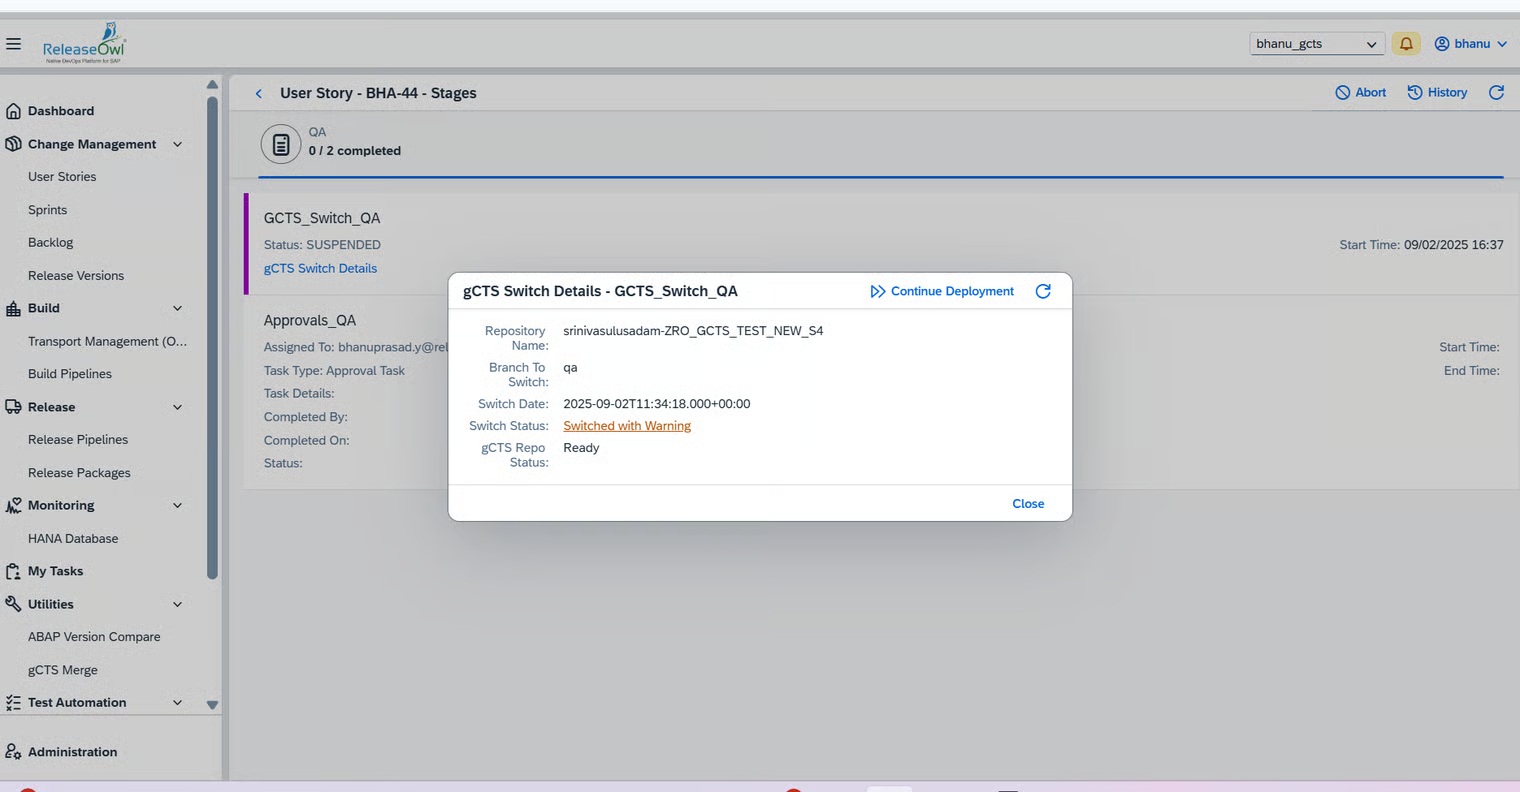 ReleaseOwl
Native DevOps Platform for SAP
bhanu_gcts
bhanu
Dashboard
Change Management
User Stories
Sprints
Backlog
Release Versions
Build
Transport Management (O...
Build Pipelines
Release
Release Pipelines
Release Packages
Monitoring
HANA Database
My Tasks
Utilities
ABAP Version Compare
gCTS Merge
Test Automation
Administration
User Story - BHA-44 - Stages
Abort
History
QA
0 / 2 completed
GCTS_Switch_QA
Status: SUSPENDED
Start Time: 09/02/2025 16:37
gCTS Switch Details
Approvals_QA
Assigned To: bhanuprasad.y@rel
Start Time:
Task Type: Approval Task
End Time:
Task Details:
Completed By:
Completed On:
Status:
gCTS Switch Details - GCTS_Switch_QA
Continue Deployment
Repository Name: srinivasulusadam-ZRO_GCTS_TEST_NEW_S4
Branch To Switch: qa
Switch Date: 2025-09-02T11:34:18.000+00:00
Switch Status: Switched with Warning
gCTS Repo Status: Ready
Close